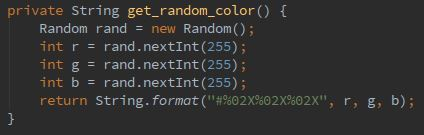 private String get_random_color() {
    Random rand = new Random();
    int r = rand.nextInt(255);
    int g = rand.nextInt(255);
    int b = rand.nextInt(255);
    return String.format("#%02X%02X%02X", r, g, b);
}